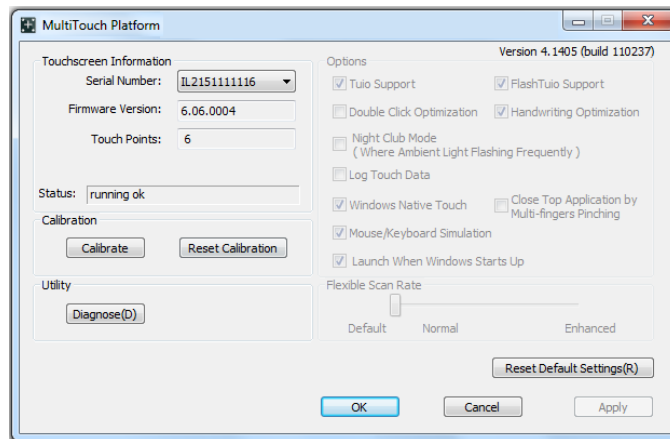 MultiTouch Platform
Version 4.1405 (build 110237)
Touchscreen Information
Serial Number: IL2151111116
Firmware Version: 6.06.0004
Touch Points: 6
Status: running ok
Calibration
Calibrate Reset Calibration
Utility
Diagnose(D)
Options
Tuio Support FlashTuio Support
Double Click Optimization Handwriting Optimization
Night Club Mode
( Where Ambient Light Flashing Frequently )
Log Touch Data
Windows Native Touch Close Top Application by
Multi-fingers Pinching
Mouse/Keyboard Simulation
Launch When Windows Starts Up
Flexible Scan Rate
Default Normal Enhanced
Reset Default Settings(R)
OK Cancel Apply